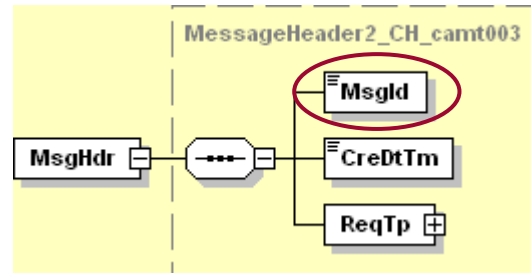 MessageHeader2_CH_camt003
MsgId
MsgHdr
CreDtTm
ReqTp